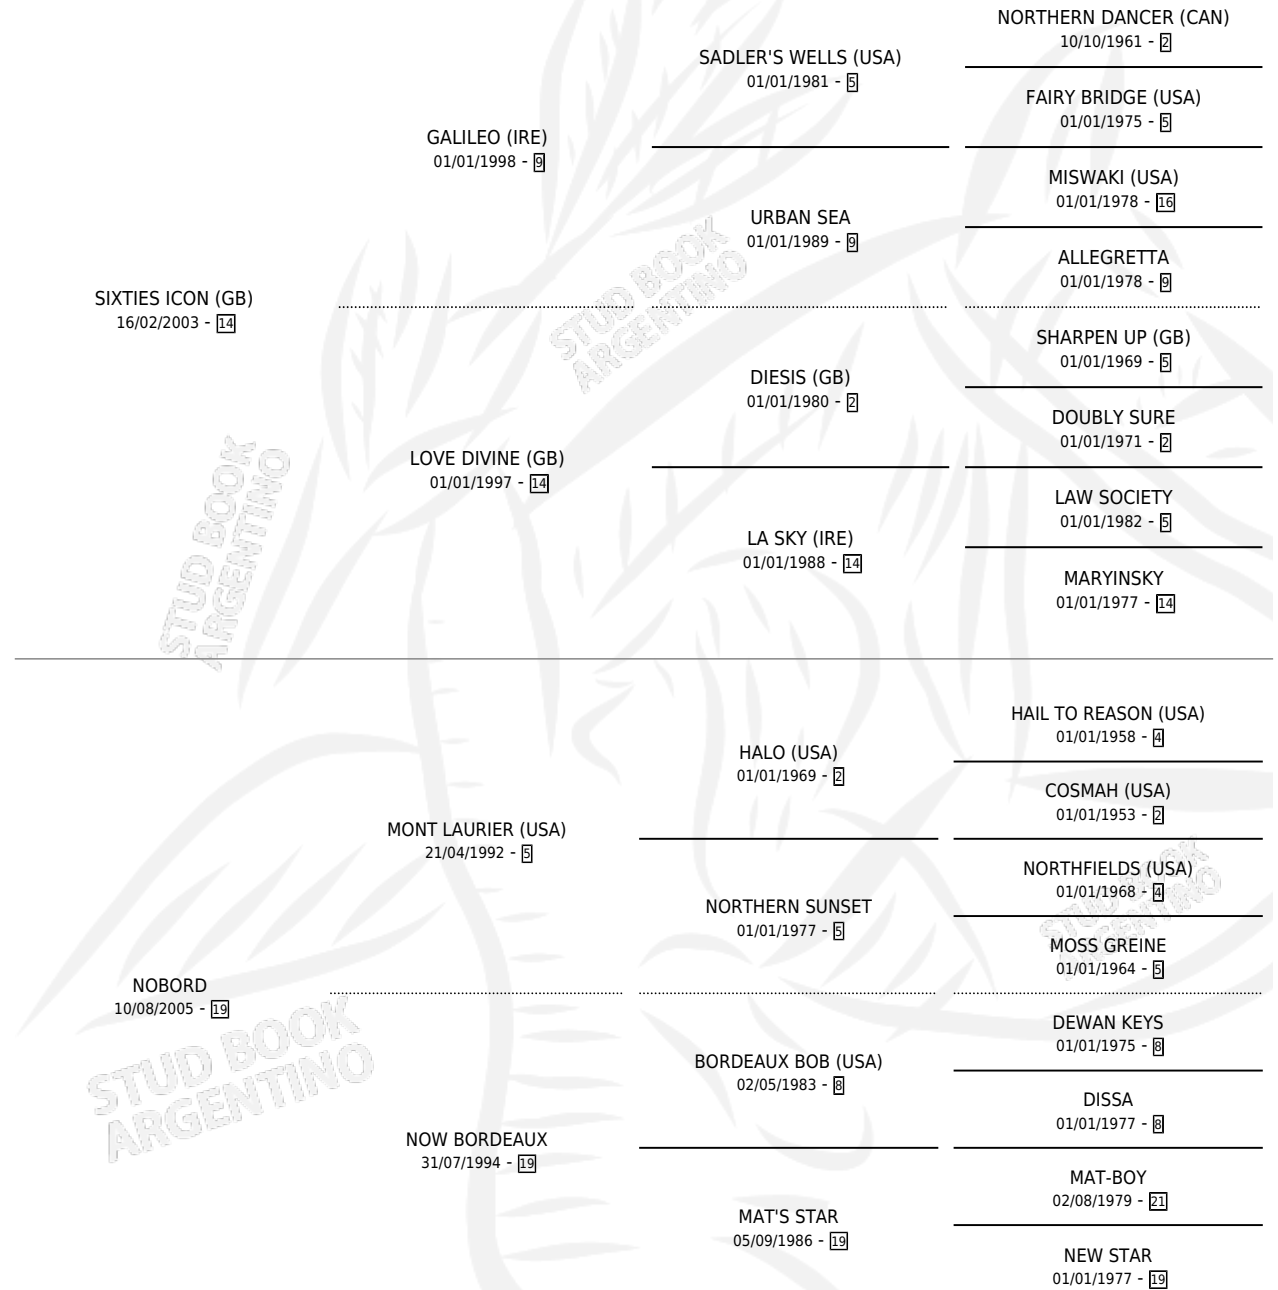 NORTHERN DANCER (CAN)
10/10/1961 - 2
SADLER'S WELLS (USA)
01/01/1981 - 5
FAIRY BRIDGE (USA)
01/01/1975 - 5
GALILEO (IRE)
01/01/1998 - 9
MISWAKI (USA)
01/01/1978 - 16
URBAN SEA
01/01/1989 - 9
ALLEGRETTA
01/01/1978 - 9
SIXTIES ICON (GB)
16/02/2003 - 14
STUD BOOK
ARGENTINO
SHARPEN UP (GB)
01/01/1969 - 5
DIESIS (GB)
01/01/1980 - 2
DOUBLY SURE
01/01/1971 - 2
LOVE DIVINE (GB)
01/01/1997 - 14
LAW SOCIETY
01/01/1982 - 5
LA SKY (IRE)
01/01/1988 - 14
MARYINSKY
01/01/1977 - 14
STUD BOOK
ARGENTINO
HAIL TO REASON (USA)
01/01/1958 - 4
HALO (USA)
01/01/1969 - 2
COSMAH (USA)
01/01/1953 - 2
MONT LAURIER (USA)
21/04/1992 - 5
NORTHFIELDS (USA)
01/01/1968 - 4
NORTHERN SUNSET
01/01/1977 - 5
STUD BOOK
ARGENTINO
MOSS GREINE
01/01/1964 - 5
NOBORD
10/08/2005 - 19
STUD BOOK
ARGENTINO
DEWAN KEYS
01/01/1975 - 8
BORDEAUX BOB (USA)
02/05/1983 - 8
DISSA
01/01/1977 - 8
NOW BORDEAUX
31/07/1994 - 19
MAT-BOY
02/08/1979 - 21
MAT'S STAR
05/09/1986 - 19
NEW STAR
01/01/1977 - 19